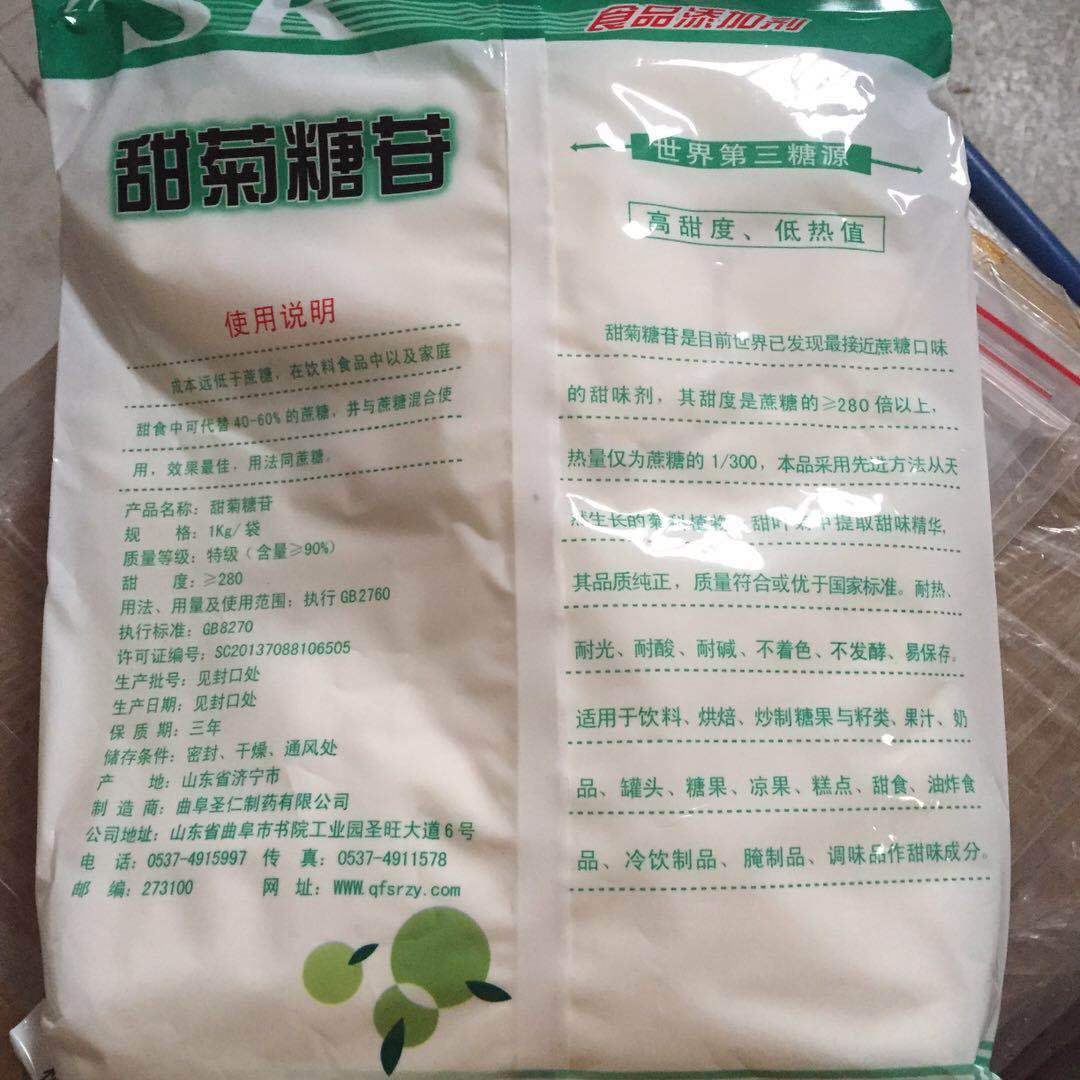 SR
食品添加剂
甜菊糖苷
使用说明
成本远低于蔗糖，在饮料食品中以及家庭
甜食中可代替40-60%的蔗糖，并与蔗糖混合使
用，效果最佳，用法同蔗糖。
产品名称：甜菊糖苷
规 格：1Kg/袋
质量等级：特级（含量≥90%）
甜 度：≥280
用法、用量及使用范围：执行GB2760
执行标准：GB8270
许可证编号：SC20137088106505
生产批号：见封口处
生产日期：见封口处
保 质 期：三年
储存条件：密封、干燥、通风处
产 地：山东省济宁市
制 造 商：曲阜圣仁制药有限公司
公司地址：山东省曲阜市书院工业园圣旺大道6号
电 话：0537-4915997 传 真：0537-4911578
邮 编：273100 网 址：WWW.qfsrzy.com
世界第三糖源
高甜度、低热值
甜菊糖苷是目前世界已发现最接近蔗糖口味
的甜味剂，其甜度是蔗糖的≥280倍以上，
热量仅为蔗糖的1/300，本品采用先进方法从天
然生长的菊科植 甜叶 中提取甜味精华，
其品质纯正，质量符合或优于国家标准。耐热、
耐光、耐酸、耐碱、不着色、不发酵、易保存。
适用于饮料、烘焙、炒制糖果与籽类、果汁、奶
品、罐头、糖果、凉果、糕点、甜食、油炸食
品、冷饮制品、腌制品、调味品作甜味成分。